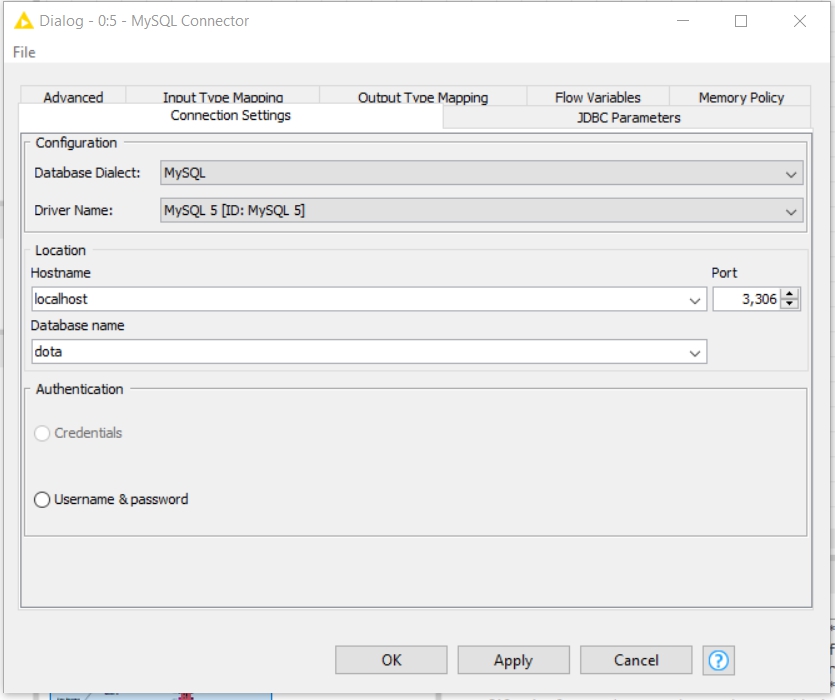 Dialog - 0:5 - MySQL Connector
File
Advanced Input Type Mapping Output Type Mapping Flow Variables Memory Policy
Connection Settings JDBC Parameters
Configuration
Database Dialect: MySQL
Driver Name: MySQL 5 [ID: MySQL 5]
Location
Hostname Port
localhost 3,306
Database name
dota
Authentication
Credentials
Username & password
OK Apply Cancel ?